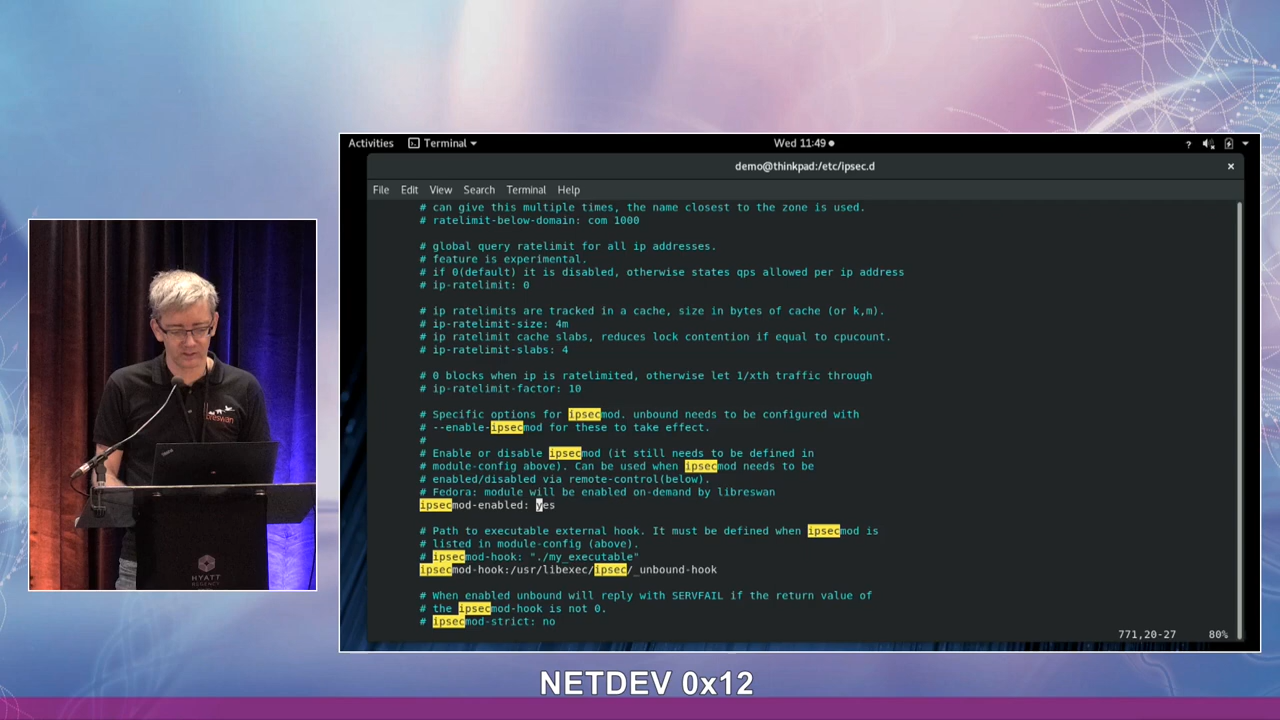 Activities Terminal Wed 11:49 ?
demo@thinkpad:/etc/ipsec.d
File Edit View Search Terminal Help
# can give this multiple times, the name closest to the zone is used.
# ratelimit-below-domain: com 1000
# global query ratelimit for all ip addresses.
# feature is experimental.
# if 0(default) it is disabled, otherwise states qps allowed per ip address
# ip-ratelimit: 0
# ip ratelimits are tracked in a cache, size in bytes of cache (or k,m).
# ip-ratelimit-size: 4m
# ip ratelimit cache slabs, reduces lock contention if equal to cpucount.
# ip-ratelimit-slabs: 4
# 0 blocks when ip is ratelimited, otherwise let 1/xth traffic through
# ip-ratelimit-factor: 10
# Specific options for ipsecmod. unbound needs to be configured with
# --enable-ipsecmod for these to take effect.
#
# Enable or disable ipsecmod (it still needs to be defined in
# module-config above). Can be used when ipsecmod needs to be
# enabled/disabled via remote-control(below).
# Fedora: module will be enabled on-demand by libreswan
ipsecmod-enabled: yes
# Path to executable external hook. It must be defined when ipsecmod is
# listed in module-config (above).
# ipsecmod-hook: "./my_executable"
ipsecmod-hook:/usr/libexec/ipsec/_unbound-hook
# When enabled unbound will reply with SERVFAIL if the return value of
# the ipsecmod-hook is not 0.
# ipsecmod-strict: no
771,20-27 80%
HYATT
REGENCY
NETDEV 0x12